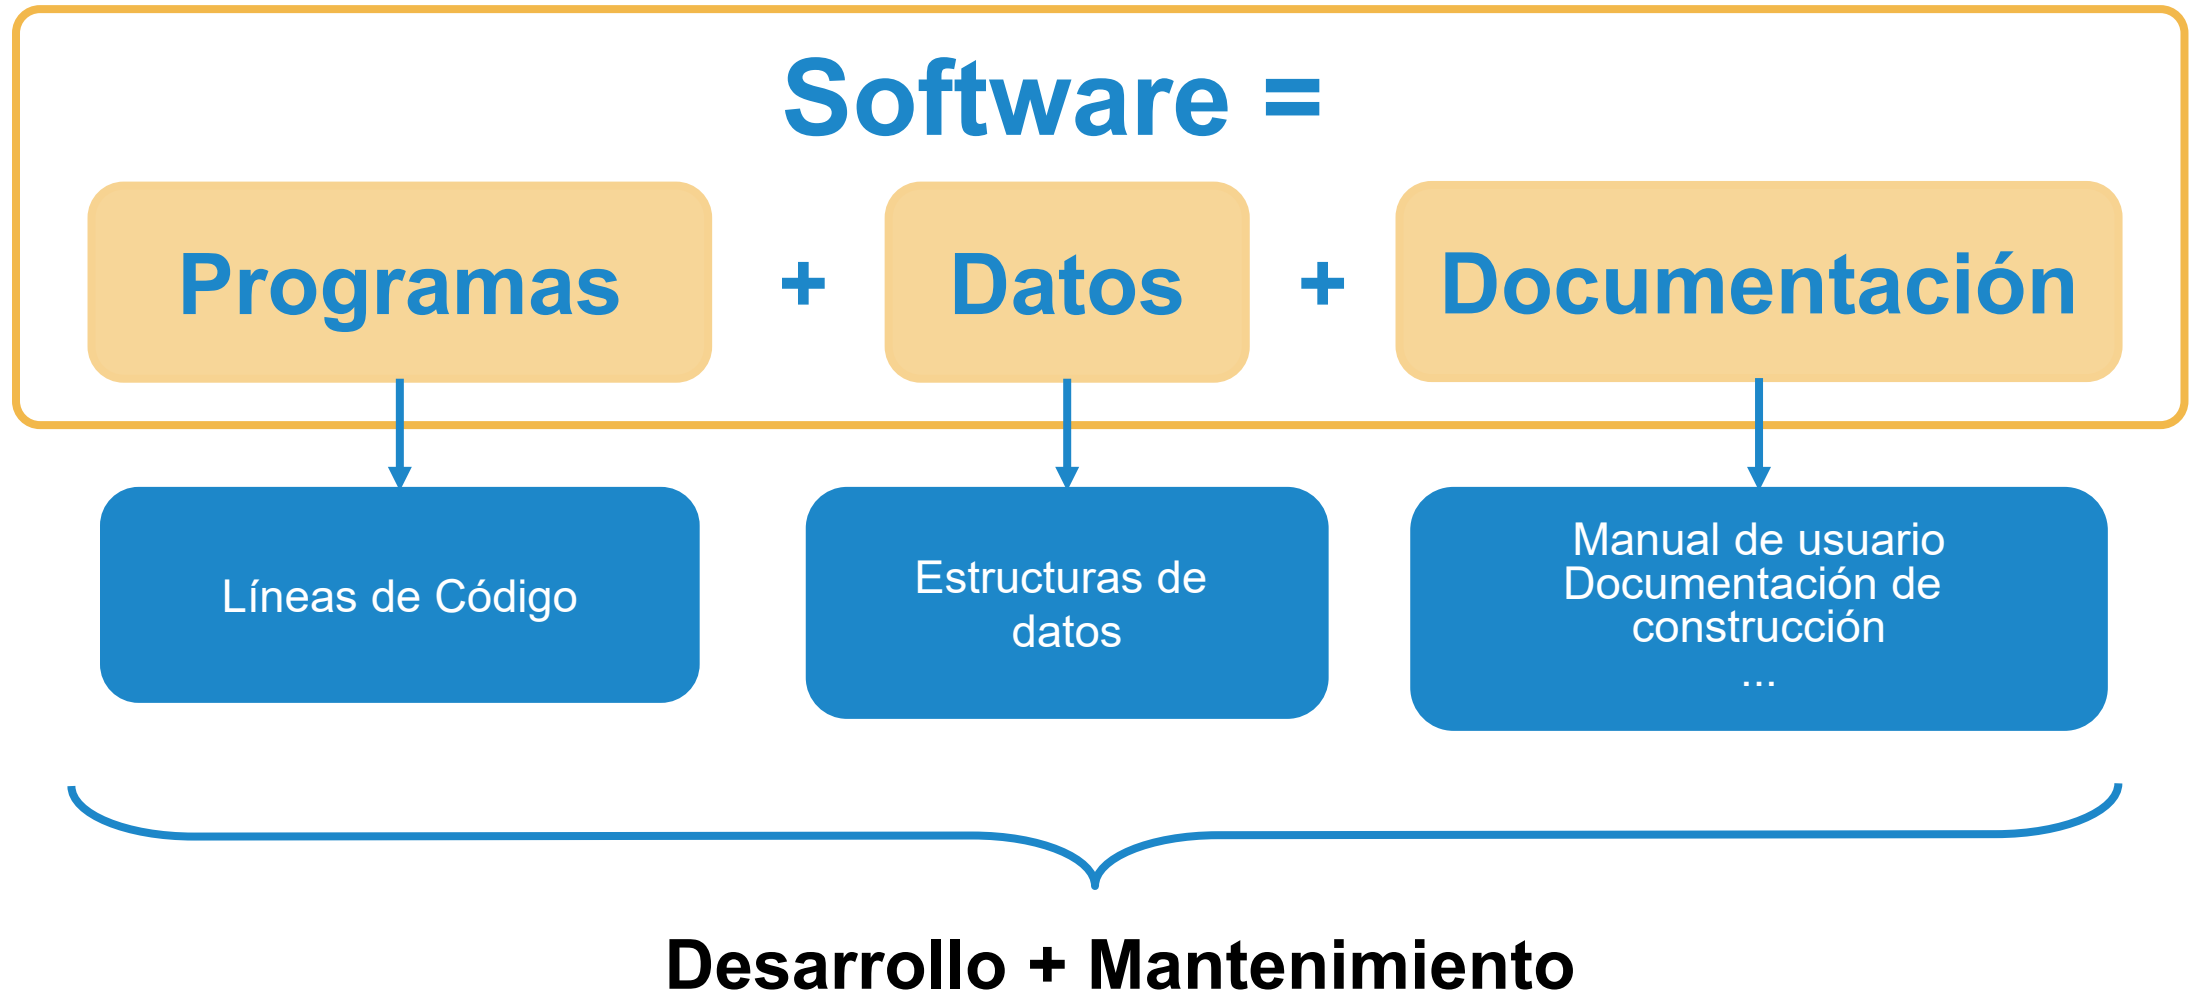 Software =
Programas + Datos + Documentación
Líneas de Código
Estructuras de
datos
Manual de usuario
Documentación de
construcción
...
Desarrollo + Mantenimiento